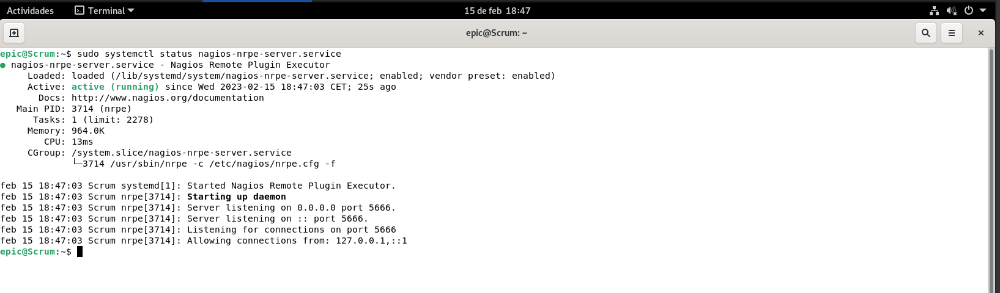 Actividades Terminal 15 de feb 18:47
epic@Scrum: ~
epic@Scrum:~$ sudo systemctl status nagios-nrpe-server.service
● nagios-nrpe-server.service - Nagios Remote Plugin Executor
     Loaded: loaded (/lib/systemd/system/nagios-nrpe-server.service; enabled; vendor preset: enabled)
     Active: active (running) since Wed 2023-02-15 18:47:03 CET; 25s ago
       Docs: http://www.nagios.org/documentation
   Main PID: 3714 (nrpe)
      Tasks: 1 (limit: 2278)
     Memory: 964.0K
        CPU: 13ms
     CGroup: /system.slice/nagios-nrpe-server.service
             └─3714 /usr/sbin/nrpe -c /etc/nagios/nrpe.cfg -f

feb 15 18:47:03 Scrum systemd[1]: Started Nagios Remote Plugin Executor.
feb 15 18:47:03 Scrum nrpe[3714]: Starting up daemon
feb 15 18:47:03 Scrum nrpe[3714]: Server listening on 0.0.0.0 port 5666.
feb 15 18:47:03 Scrum nrpe[3714]: Server listening on :: port 5666.
feb 15 18:47:03 Scrum nrpe[3714]: Listening for connections on port 5666
feb 15 18:47:03 Scrum nrpe[3714]: Allowing connections from: 127.0.0.1,::1
epic@Scrum:~$